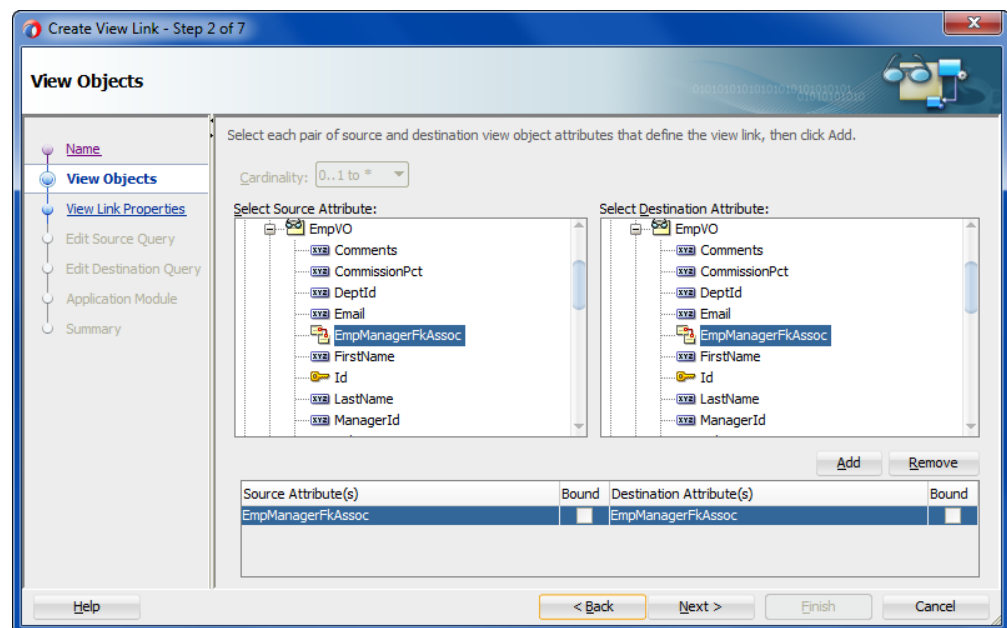 Create View Link - Step 2 of 7
View Objects
Name
View Objects
View Link Properties
Edit Source Query
Edit Destination Query
Application Module
Summary
Select each pair of source and destination view object attributes that define the view link, then click Add.
Cardinality: 0..1 to *
Select Source Attribute:
EmpVO
Comments
CommissionPct
DeptId
Email
EmpManagerFkAssoc
FirstName
Id
LastName
ManagerId
Select Destination Attribute:
EmpVO
Comments
CommissionPct
DeptId
Email
EmpManagerFkAssoc
FirstName
Id
LastName
ManagerId
Add Remove
Source Attribute(s) Bound Destination Attribute(s) Bound
EmpManagerFkAssoc EmpManagerFkAssoc
Help < Back Next > Finish Cancel